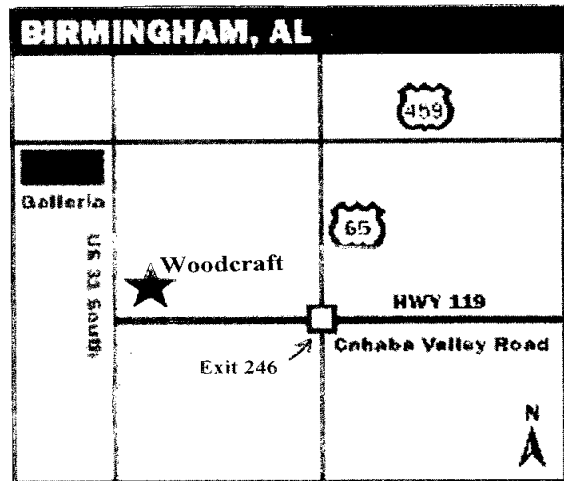 BIRMINGHAM, AL
459
Galleria
65
US 31 South
Woodcraft
HWY 119
Cahaba Valley Road
Exit 246
N